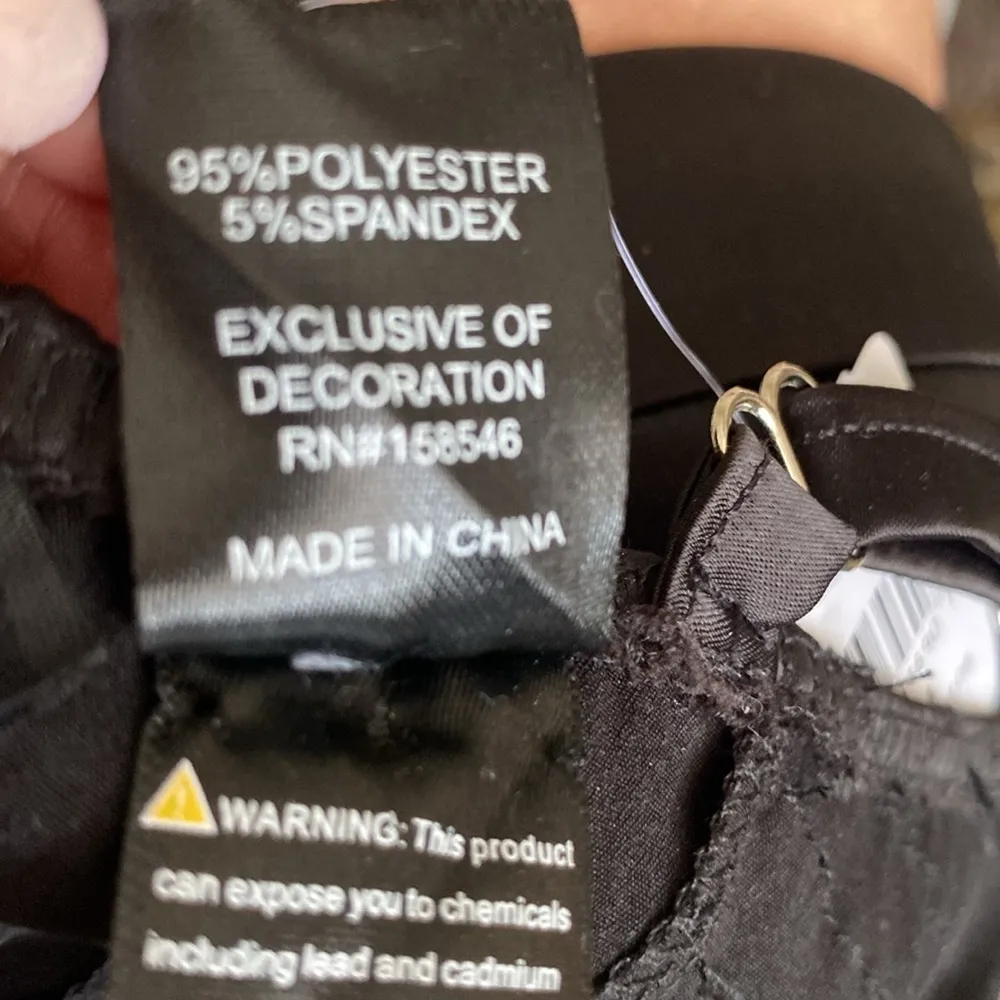 95%POLYESTER
5%SPANDEX
EXCLUSIVE OF
DECORATION
RN#158546
MADE IN CHINA
WARNING: This product
can expose you to chemicals
including lead and cadmium